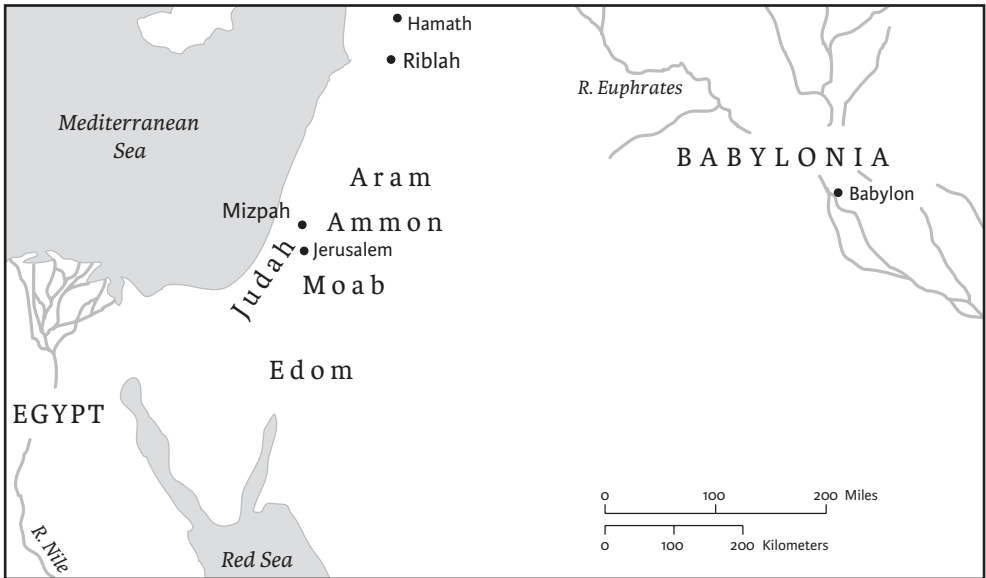 Hamath
Riblah
R. Euphrates
Mediterranean
Sea
BABYLONIA
Aram
Babylon
Mizpah
Ammon
Jerusalem
Judah
Moab
Edom
EGYPT
0 100 200 Miles
0 100 200 Kilometers
R. Nile
Red Sea